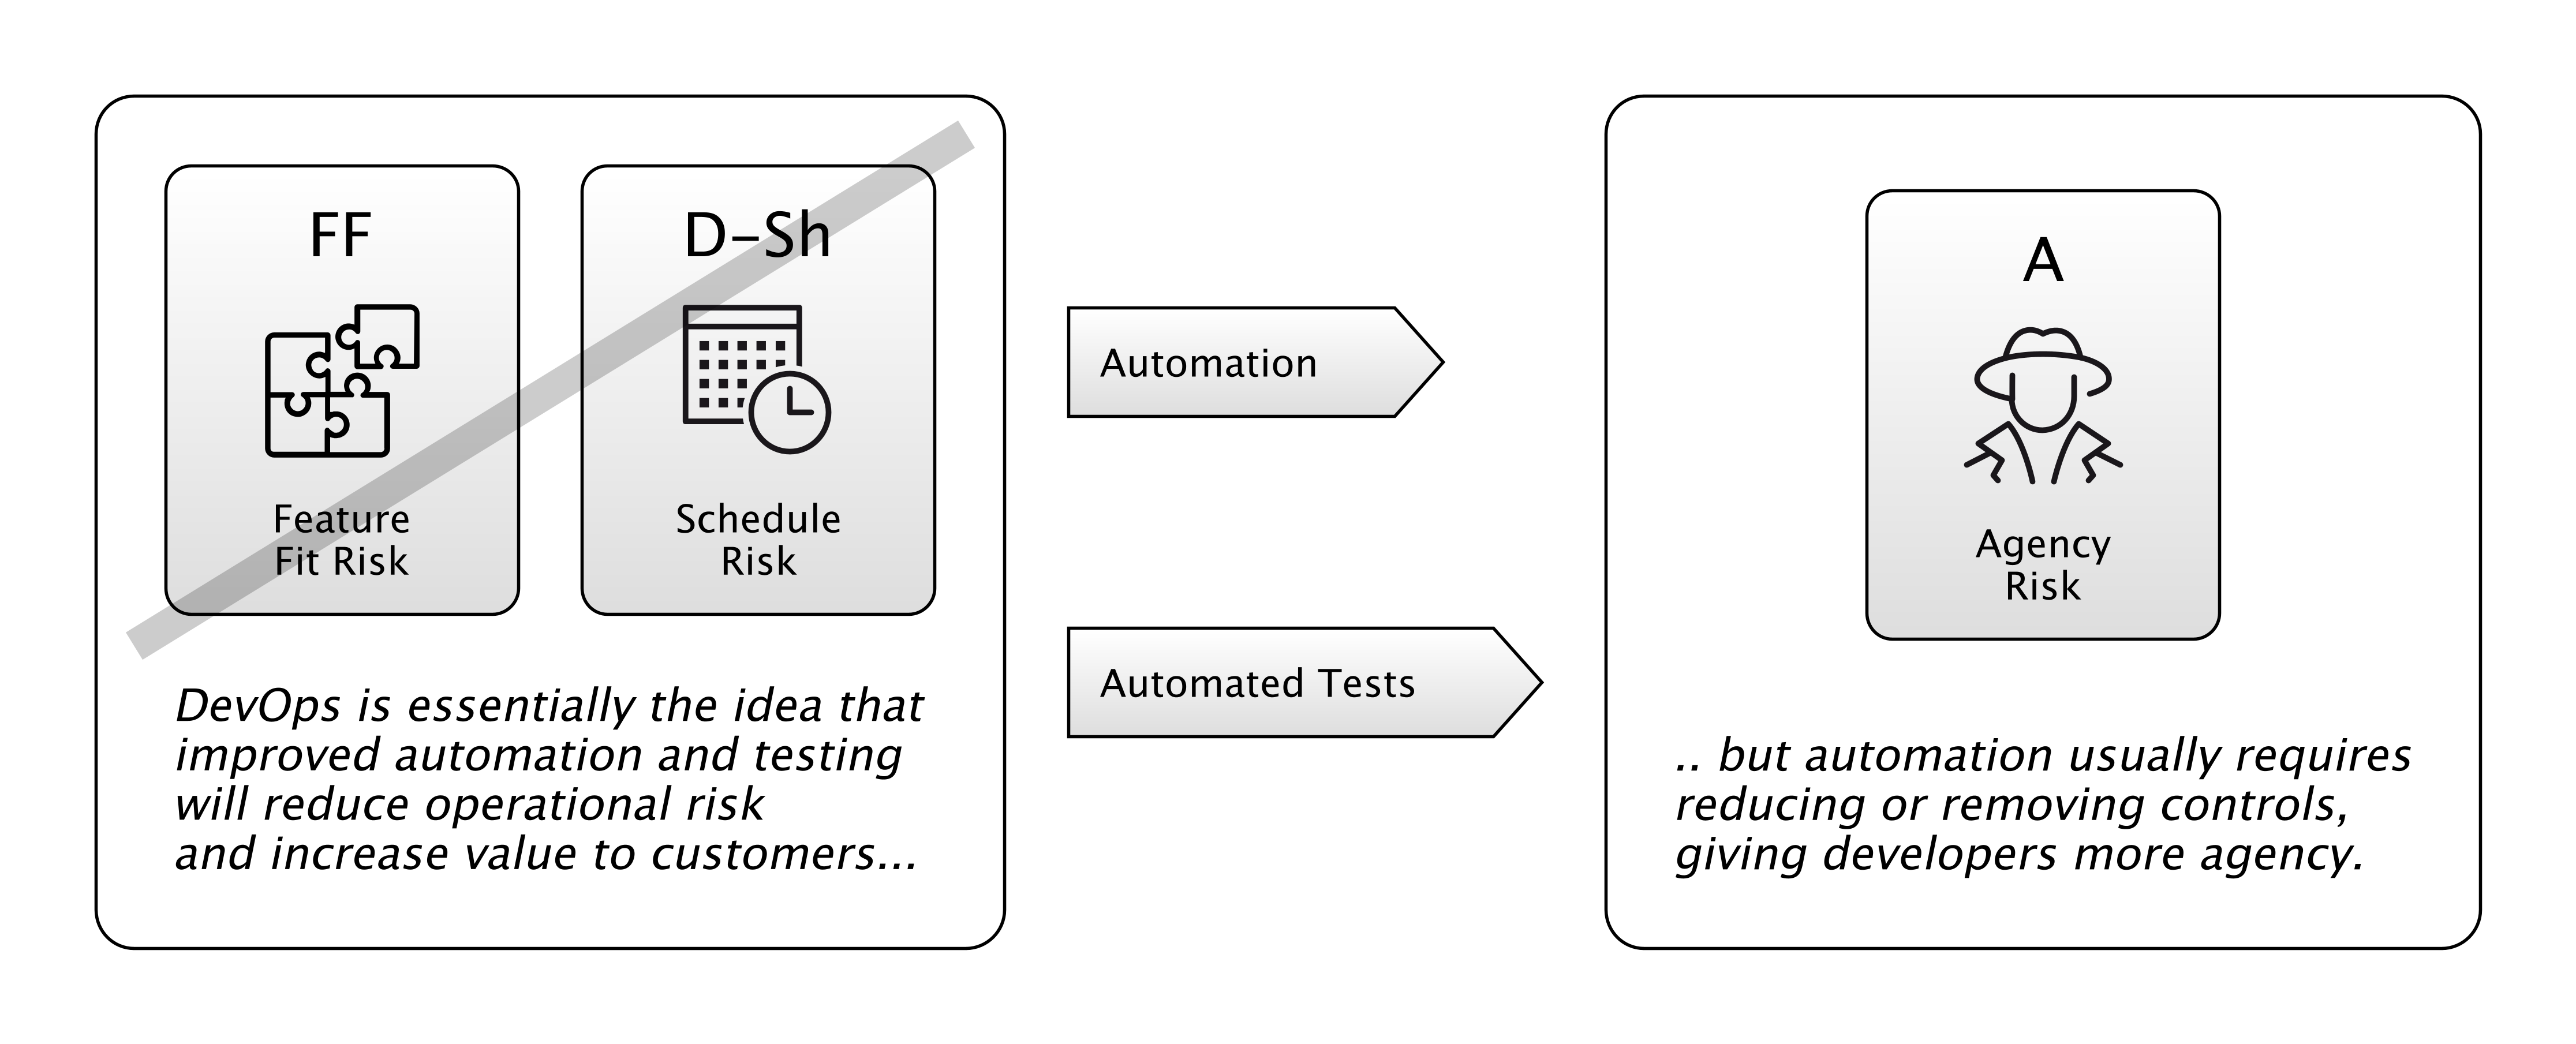 FF
Feature
Fit Risk
D–Sh
Schedule
Risk
DevOps is essentially the idea that
improved automation and testing
will reduce operational risk
and increase value to customers...
Automation
Automated Tests
A
Agency
Risk
.. but automation usually requires
reducing or removing controls,
giving developers more agency.